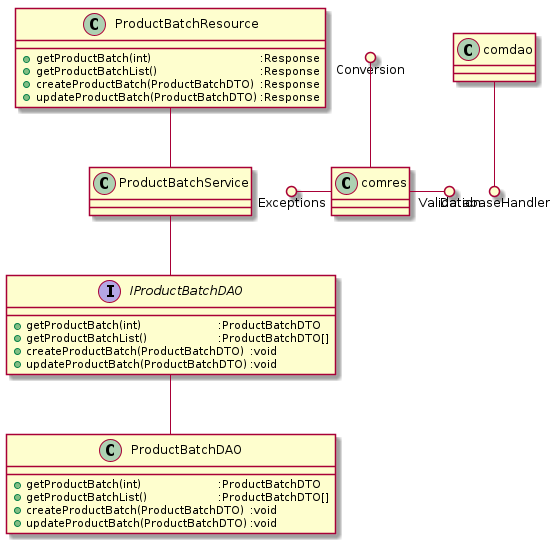 C ProductBatchResource
getProductBatch(int) :Response
getProductBatchList() :Response
createProductBatch(ProductBatchDTO) :Response
updateProductBatch(ProductBatchDTO) :Response
Conversion
C comdao
C ProductBatchService
Exceptions
C comres
Validation
DatabaseHandler
I IProductBatchDAO
getProductBatch(int) :ProductBatchDTO
getProductBatchList() :ProductBatchDTO[]
createProductBatch(ProductBatchDTO) :void
updateProductBatch(ProductBatchDTO) :void
C ProductBatchDAO
getProductBatch(int) :ProductBatchDTO
getProductBatchList() :ProductBatchDTO[]
createProductBatch(ProductBatchDTO) :void
updateProductBatch(ProductBatchDTO) :void